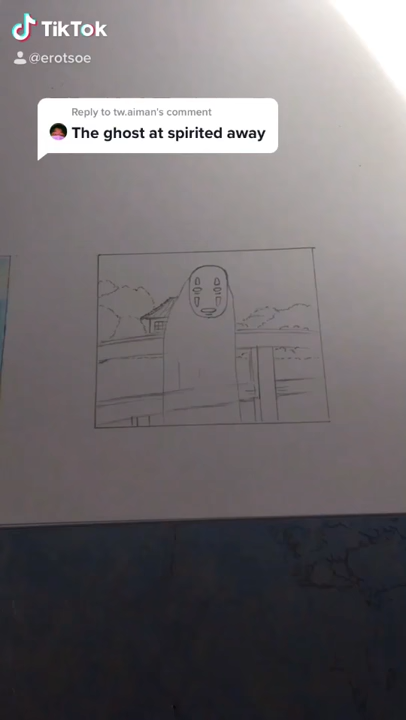 TikTok
@erotsoe
Reply to tw.aiman's comment
The ghost at spirited away